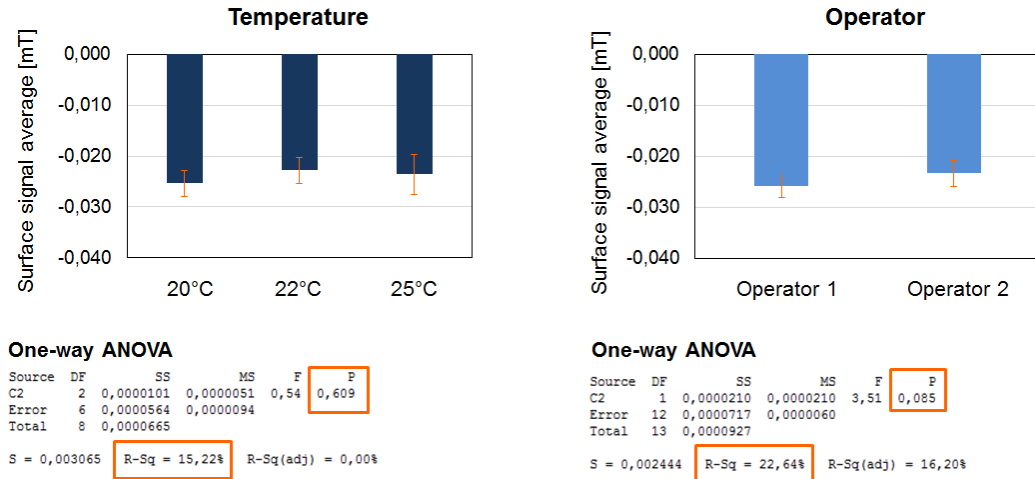 Temperature
Surface signal average [mT]
0,000
-0,010
-0,020
-0,030
-0,040
20°C 22°C 25°C
One-way ANOVA
Source DF SS MS F P
C2 2 0,0000101 0,0000051 0,54 0,609
Error 6 0,0000564 0,0000094
Total 8 0,0000665
S = 0,003065 R-Sq = 15,22% R-Sq(adj) = 0,00%
Operator
Surface signal average [mT]
0,000
-0,010
-0,020
-0,030
-0,040
Operator 1 Operator 2
One-way ANOVA
Source DF SS MS F P
C2 1 0,0000210 0,0000210 3,51 0,085
Error 12 0,0000717 0,0000060
Total 13 0,0000927
S = 0,002444 R-Sq = 22,64% R-Sq(adj) = 16,20%